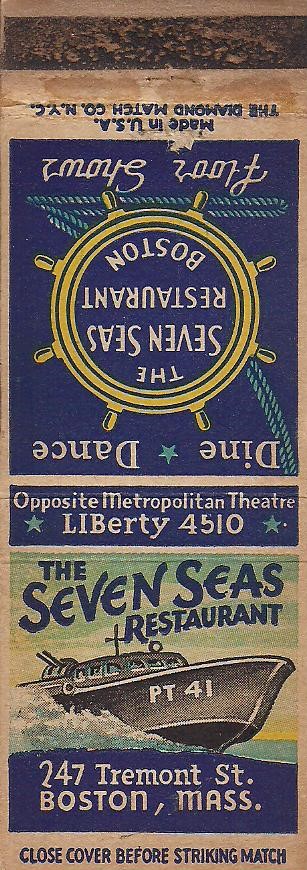 Made in U.S.A.
THE DIAMOND MATCH CO. N.Y.C.
Dine ★ Dance
THE
SEVEN SEAS
RESTAURANT
BOSTON
Floor Shows
Opposite Metropolitan Theatre
★ LIBerty 4510 ★
THE
SEVEN SEAS
RESTAURANT
PT 41
247 Tremont St.
BOSTON, MASS.
CLOSE COVER BEFORE STRIKING MATCH